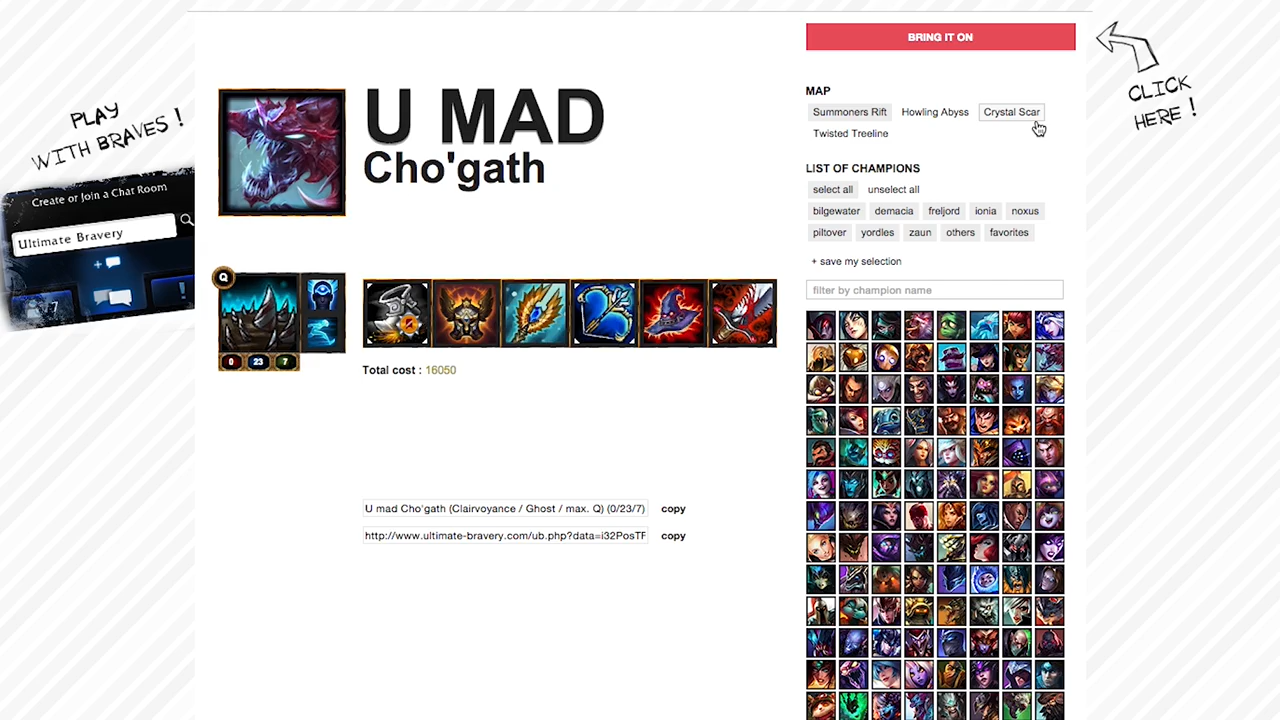 BRING IT ON
CLICK
HERE !
PLAY
WITH BRAVES !
Create or Join a Chat Room
Ultimate Bravery
U MAD
Cho'gath
Q
0 23 7
Total cost : 16050
U mad Cho'gath (Clairvoyance / Ghost / max. Q) (0/23/7) copy
http://www.ultimate-bravery.com/ub.php?data=i32PosTF copy
MAP
Summoners Rift Howling Abyss Crystal Scar
Twisted Treeline
LIST OF CHAMPIONS
select all unselect all
bilgewater demacia freljord ionia noxus
piltover yordles zaun others favorites
+ save my selection
filter by champion name